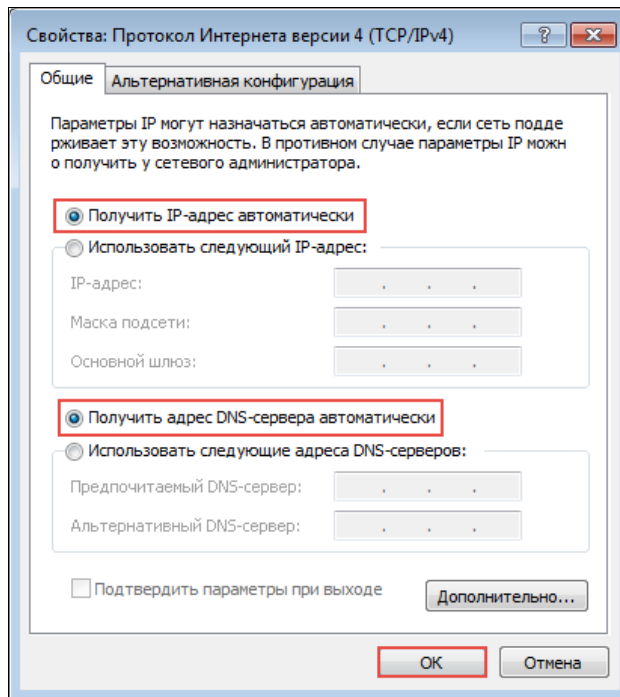 Свойства: Протокол Интернета версии 4 (TCP/IPv4)
Общие
Альтернативная конфигурация
Параметры IP могут назначаться автоматически, если сеть подде
рживает эту возможность. В противном случае параметры IP можн
о получить у сетевого администратора.
Получить IP-адрес автоматически
Использовать следующий IP-адрес:
IP-адрес:
Маска подсети:
Основной шлюз:
Получить адрес DNS-сервера автоматически
Использовать следующие адреса DNS-серверов:
Предпочитаемый DNS-сервер:
Альтернативный DNS-сервер:
Подтвердить параметры при выходе
Дополнительно...
ОК
Отмена